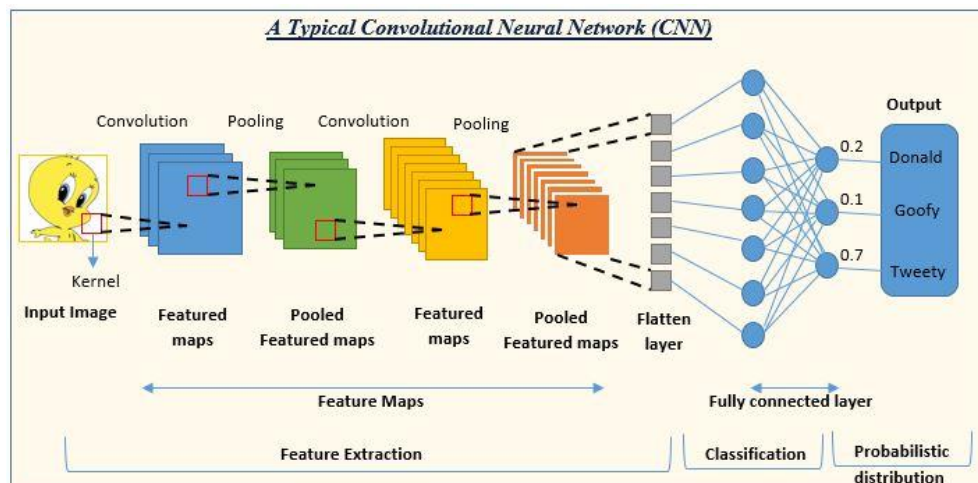 A Typical Convolutional Neural Network (CNN)
Convolution
Pooling
Convolution
Pooling
Output
0.2
Donald
0.1
Goofy
0.7
Tweety
Kernel
Input Image
Featured
maps
Pooled
Featured maps
Featured
maps
Pooled
Featured maps
Flatten
layer
Feature Maps
Fully connected layer
Feature Extraction
Classification
Probabilistic
distribution